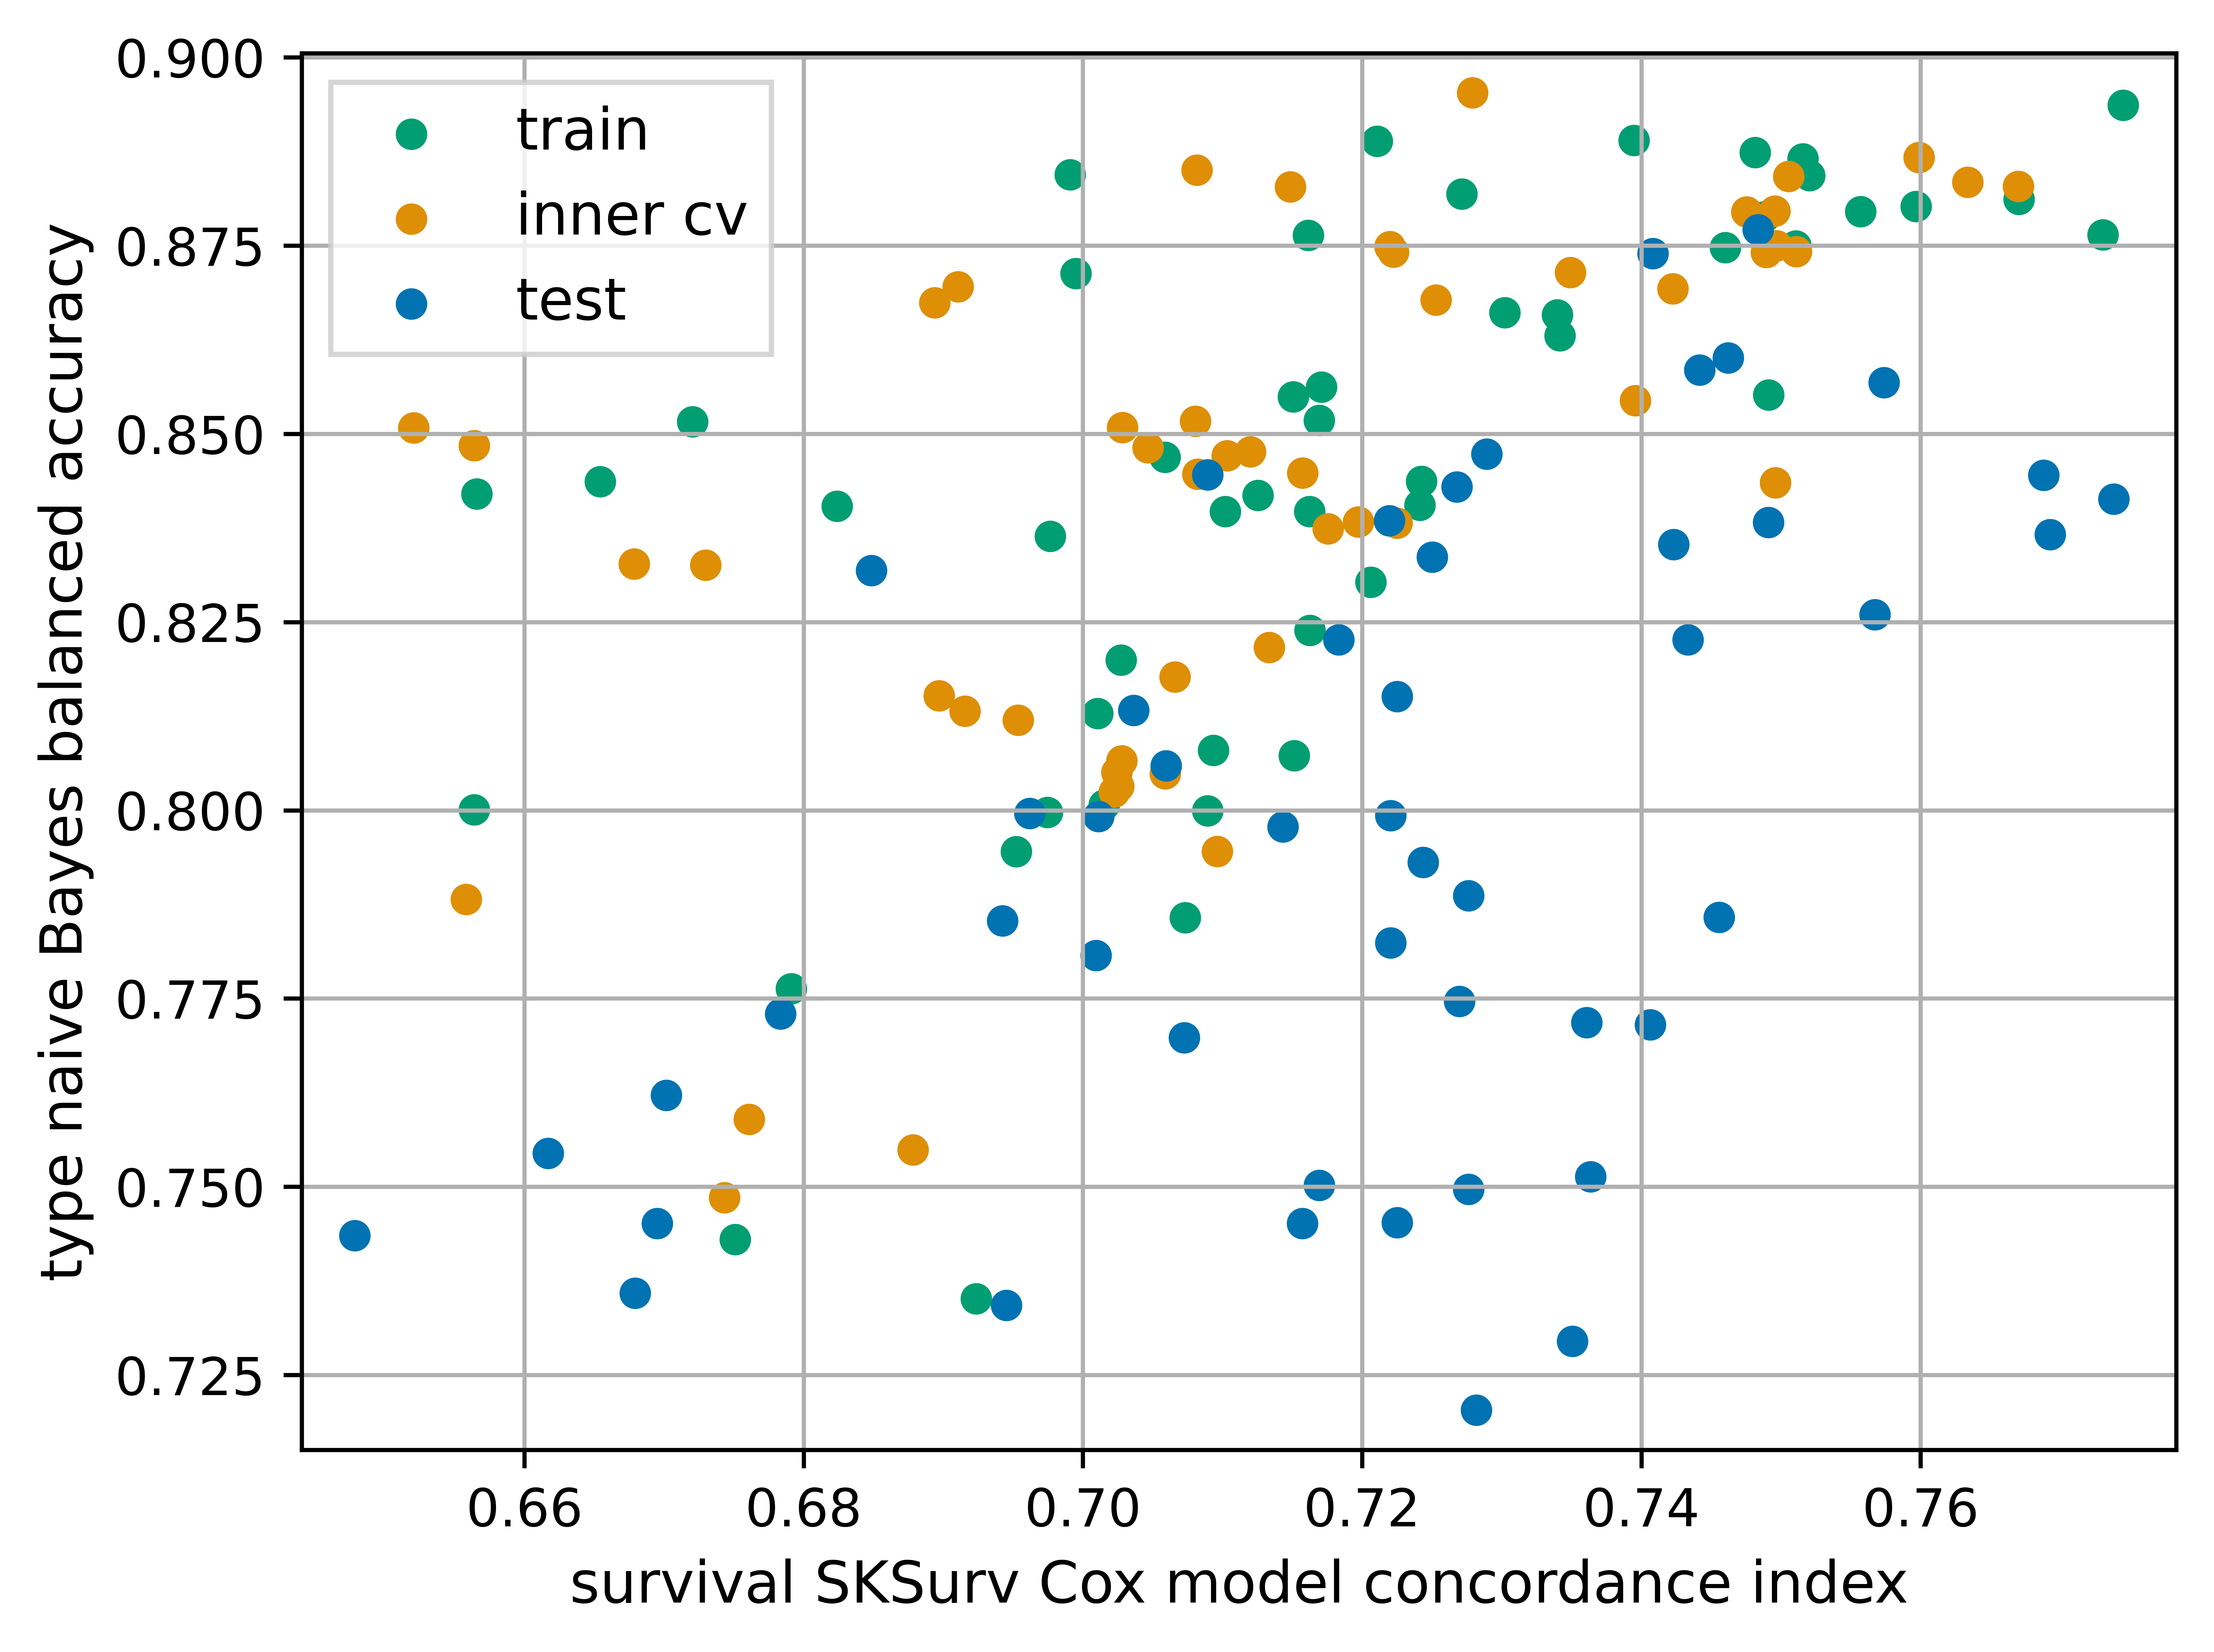 train
inner cv
test
type naive Bayes balanced accuracy
0.900
0.875
0.850
0.825
0.800
0.775
0.750
0.725
0.66 0.68 0.70 0.72 0.74 0.76
survival SKSurv Cox model concordance index